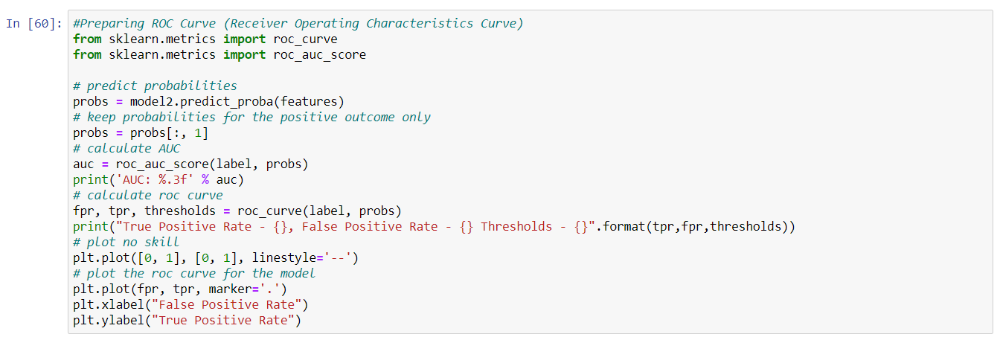 In [60]: #Preparing ROC Curve (Receiver Operating Characteristics Curve)
from sklearn.metrics import roc_curve
from sklearn.metrics import roc_auc_score

# predict probabilities
probs = model2.predict_proba(features)
# keep probabilities for the positive outcome only
probs = probs[:, 1]
# calculate AUC
auc = roc_auc_score(label, probs)
print('AUC: %.3f' % auc)
# calculate roc curve
fpr, tpr, thresholds = roc_curve(label, probs)
print("True Positive Rate - {}, False Positive Rate - {} Thresholds - {}".format(tpr,fpr,thresholds))
# plot no skill
plt.plot([0, 1], [0, 1], linestyle='--')
# plot the roc curve for the model
plt.plot(fpr, tpr, marker='.')
plt.xlabel("False Positive Rate")
plt.ylabel("True Positive Rate")